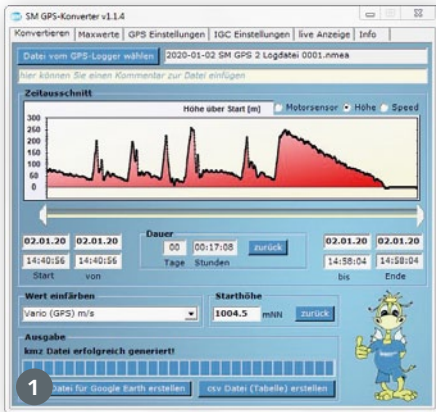 SM GPS-Konverter v1.1.4
Konvertieren Maxwerte GPS Einstellungen IGC Einstellungen live Anzeige Info
Datei vom GPS-Logger wählen 2020-01-02 SM GPS 2 Logdatei 0001.nmea
hier können Sie einen Kommentar zur Datei einfügen
Zeitausschnitt
Höhe über Start [m] Motorsensor Höhe Speed
300
250
200
150
100
50
0
02.01.20 02.01.20 Dauer 02.01.20 02.01.20
14:40:56 14:40:56 00 00:17:08 zurück 14:58:04 14:58:04
Start von Tage Stunden bis Ende
Wert einfärben Starthöhe
Vario (GPS) m/s 1004.5 mNN zurück
Ausgabe
kmz Datei erfolgreich generiert!
1 Datei für Google Earth erstellen csv Datei (Tabelle) erstellen